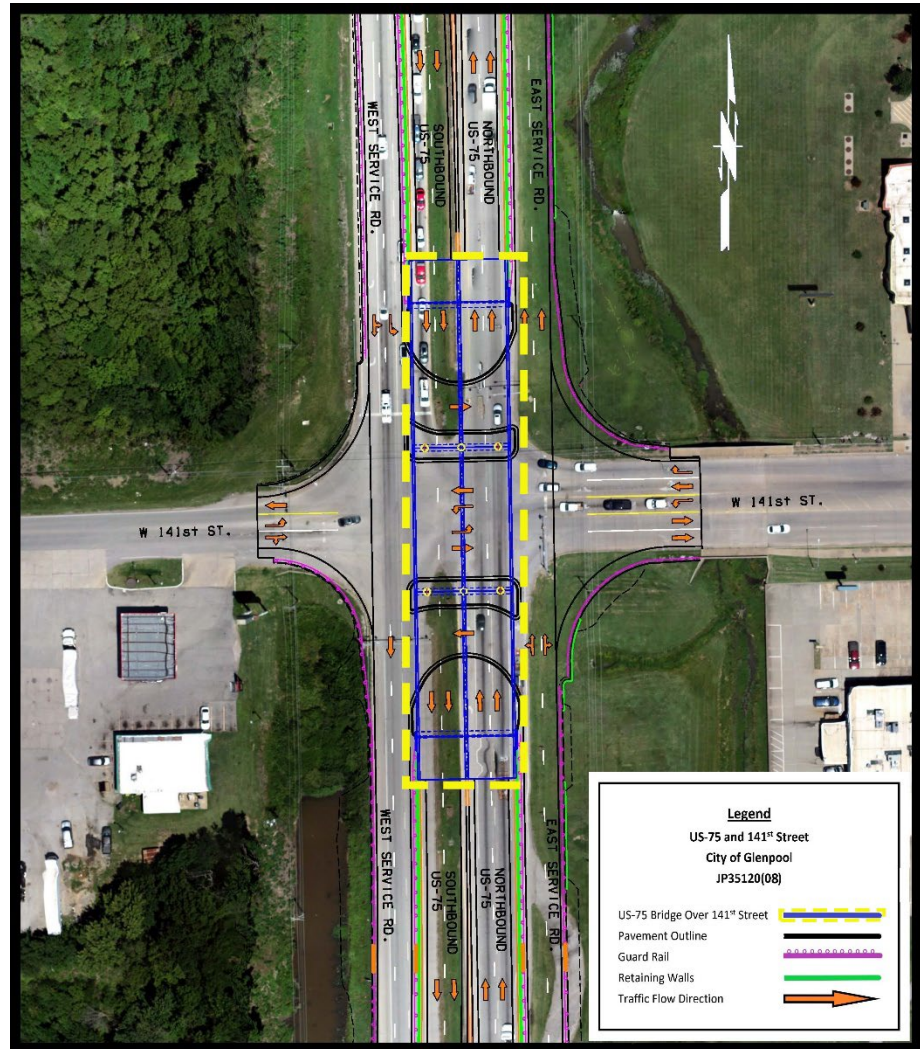 WEST SERVICE RD.
SOUTHBOUND
US-75
NORTHBOUND
US-75
EAST SERVICE RD.
W 141st ST.
W 141st ST.
WEST SERVICE RD.
SOUTHBOUND
US-75
NORTHBOUND
US-75
EAST SERVICE RD.
Legend
US-75 and 141st Street
City of Glenpool
JP35120(08)
US-75 Bridge Over 141st Street
Pavement Outline
Guard Rail
Retaining Walls
Traffic Flow Direction